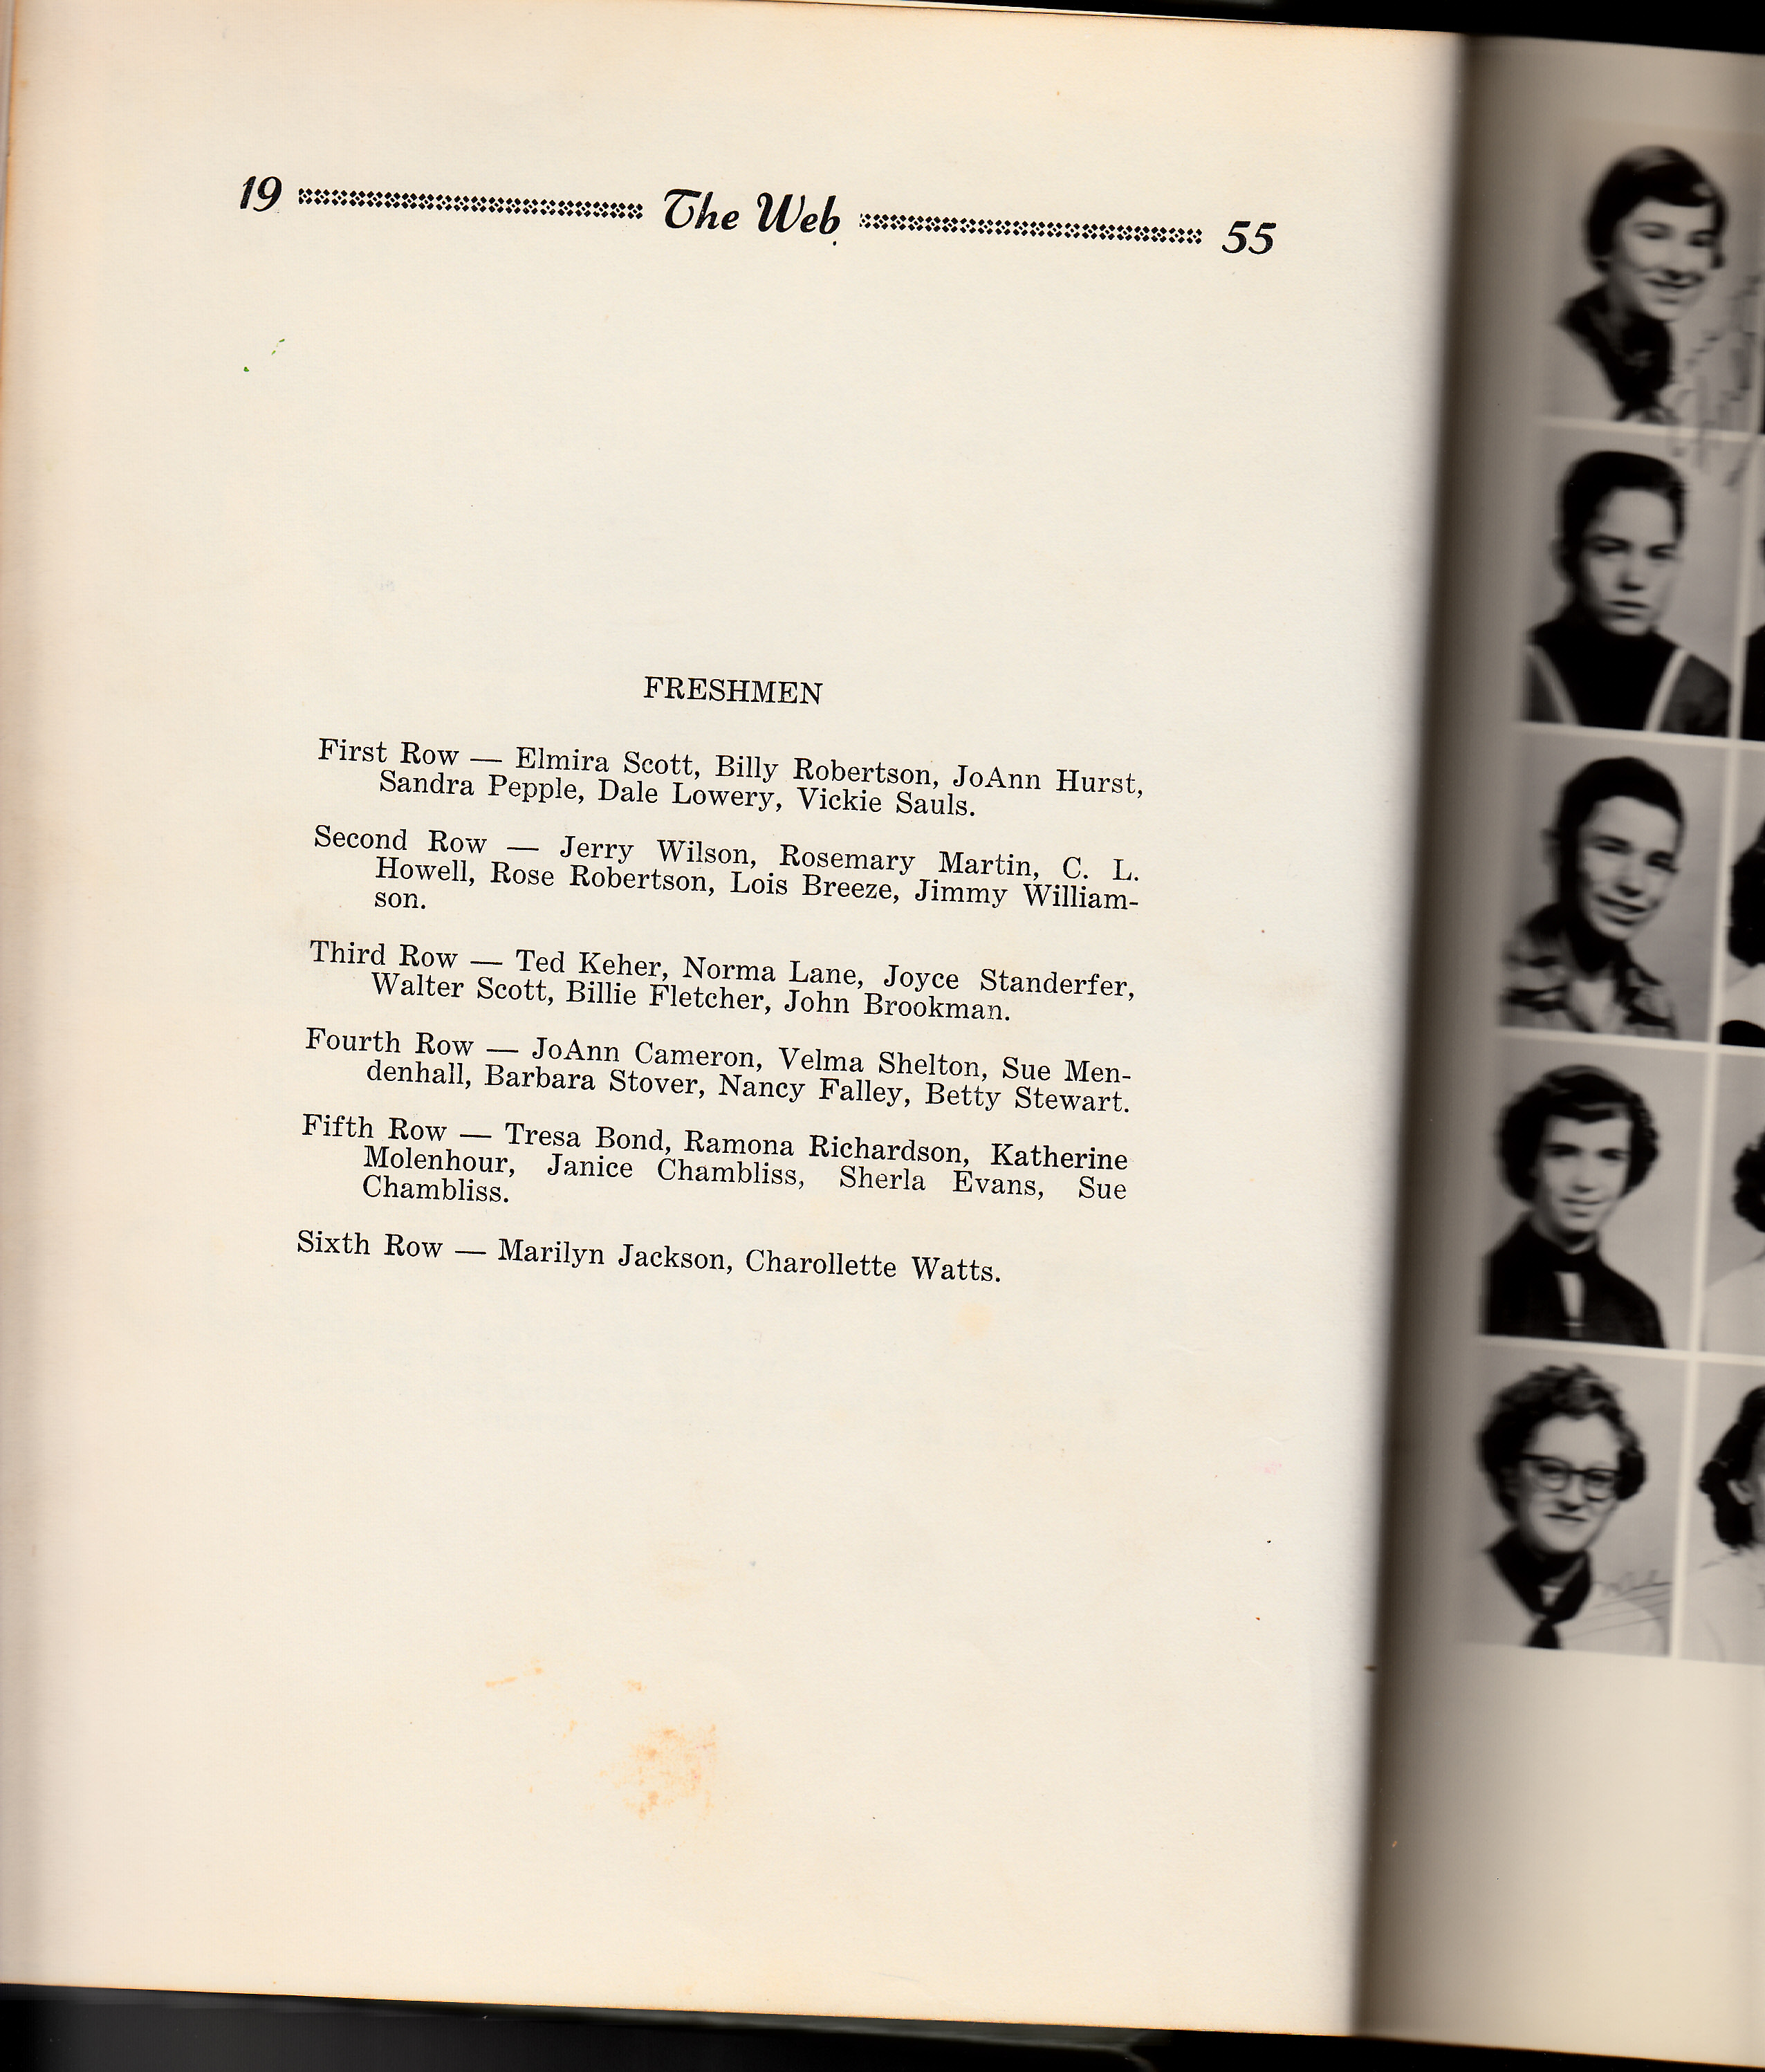 19 The Web 55
FRESHMEN
First Row — Elmira Scott, Billy Robertson, JoAnn Hurst,
Sandra Pepple, Dale Lowery, Vickie Sauls.
Second Row — Jerry Wilson, Rosemary Martin, C. L.
Howell, Rose Robertson, Lois Breeze, Jimmy William-
son.
Third Row — Ted Keher, Norma Lane, Joyce Standerfer,
Walter Scott, Billie Fletcher, John Brookman.
Fourth Row — JoAnn Cameron, Velma Shelton, Sue Men-
denhall, Barbara Stover, Nancy Falley, Betty Stewart.
Fifth Row — Tresa Bond, Ramona Richardson, Katherine
Molenhour, Janice Chambliss, Sherla Evans, Sue
Chambliss.
Sixth Row — Marilyn Jackson, Charollette Watts.